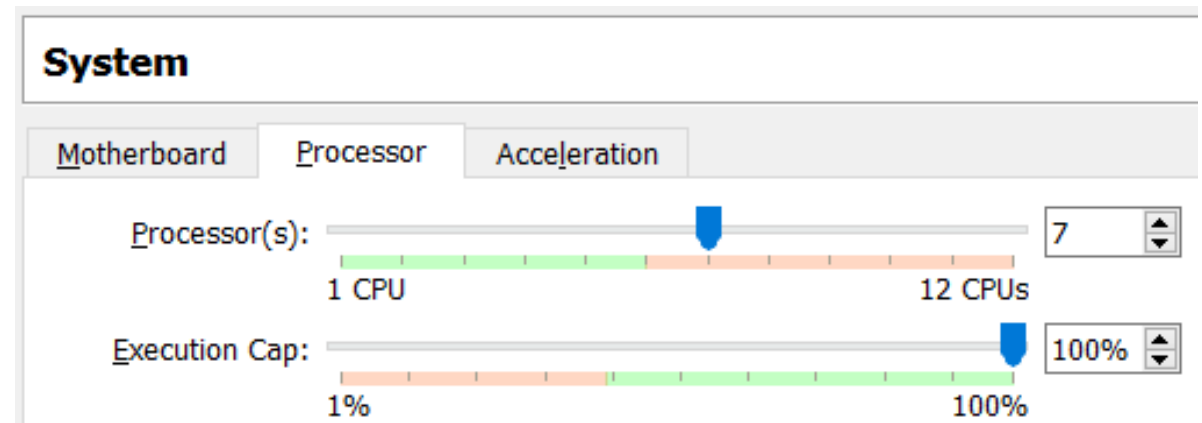 System
Motherboard Processor Acceleration
Processor(s): 7
1 CPU 12 CPUs
Execution Cap: 100%
1% 100%